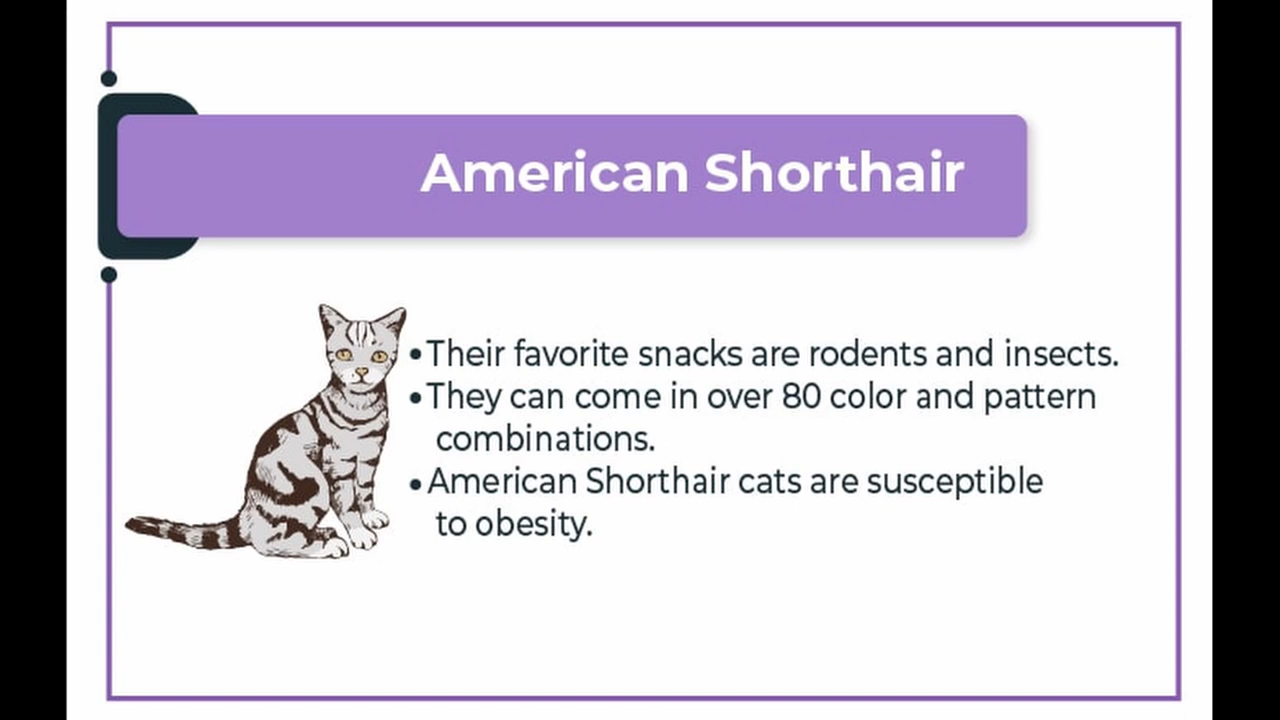 American Shorthair
•Their favorite snacks are rodents and insects.
•They can come in over 80 color and pattern
combinations.
•American Shorthair cats are susceptible
to obesity.